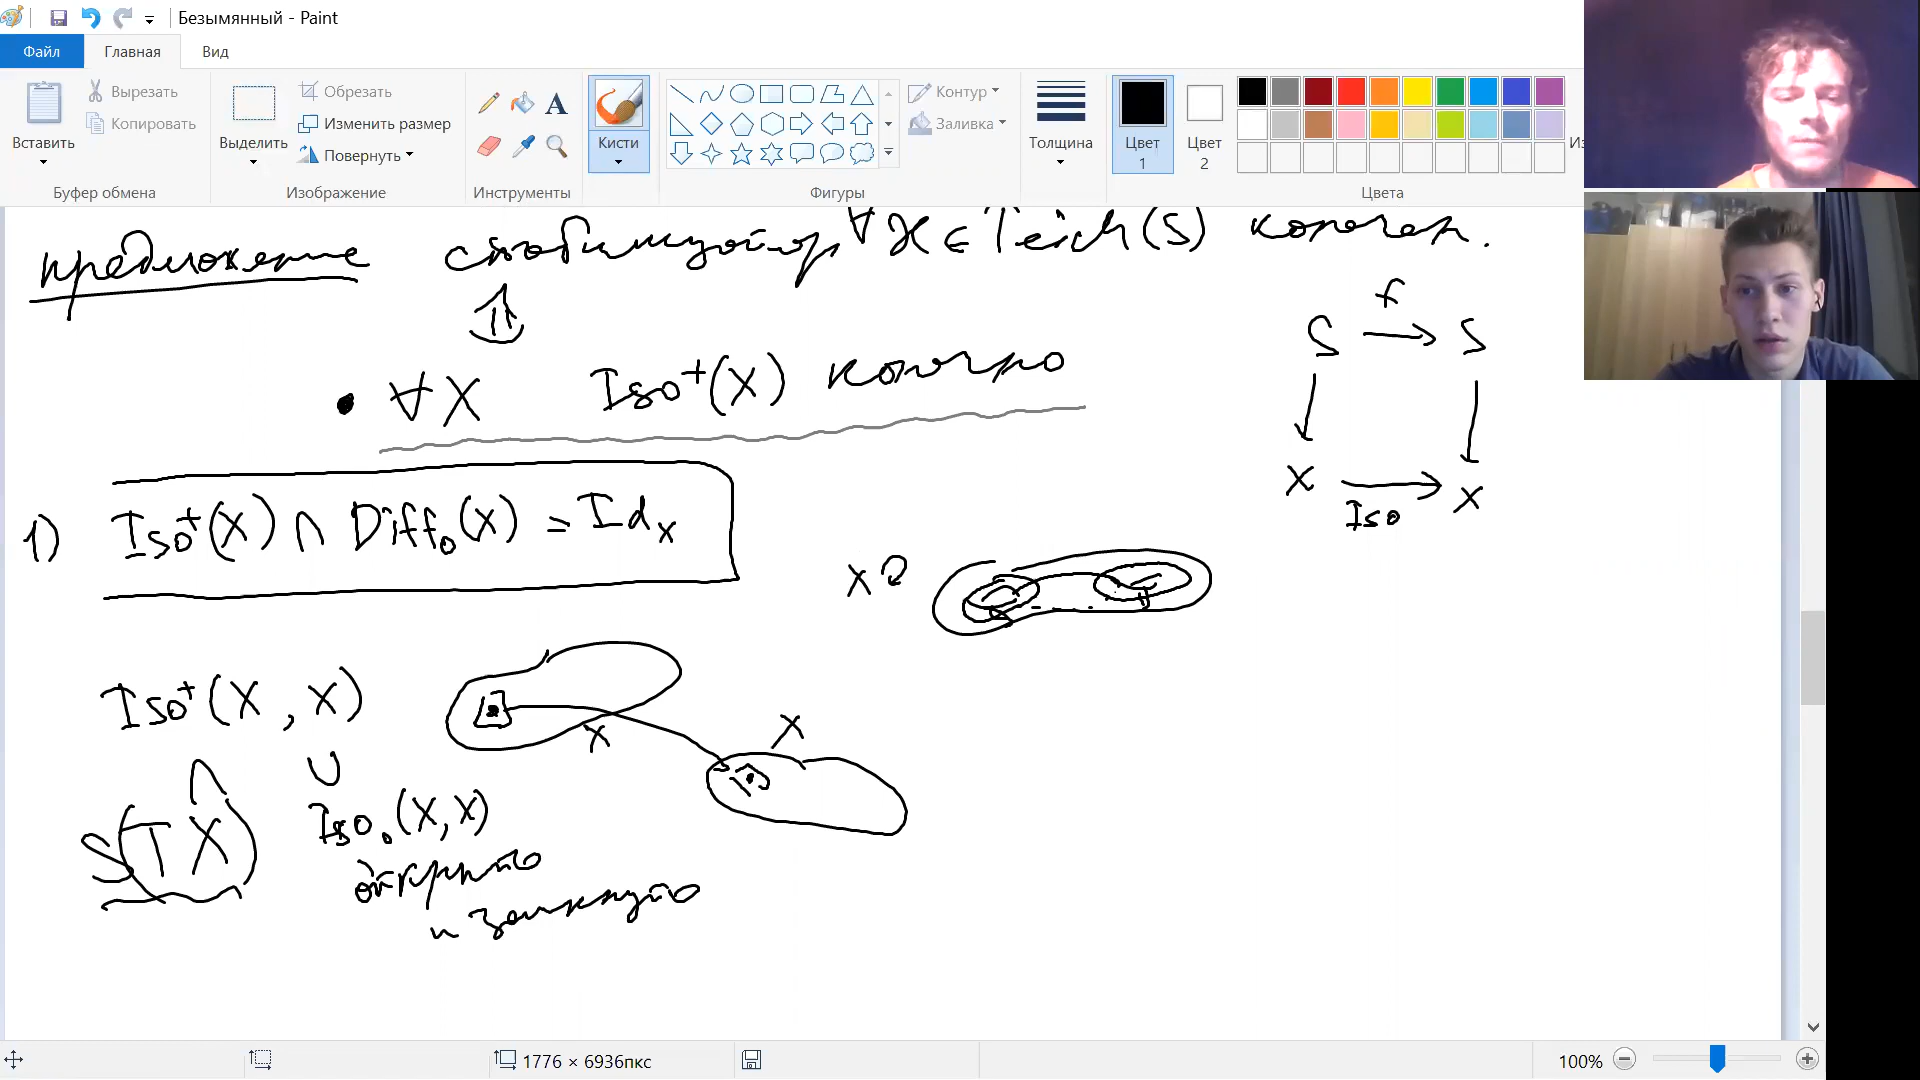 Безымянный - Paint
Файл Главная Вид
Вставить
Вырезать
Копировать
Буфер обмена
Выделить
Обрезать
Изменить размер
Повернуть
Изображение
Инструменты
Кисти
Контур
Заливка
Фигуры
Толщина
Цвет 1
Цвет 2
Цвета
Из
предложение стабилизатор ∀ X ∈ Teich(S) конечен.
⇑
• ∀X Iso⁺(X) конечно
S f→ S
↓ ↓
X → X
Iso
1) Iso⁺(X) ∩ Diff₀(X) = Id_X
X
Iso⁺(X, X)
X
X
∪
S(TX)
Iso₀(X,X)
открыто
и замкнуто
1776 × 6936пкс
100%